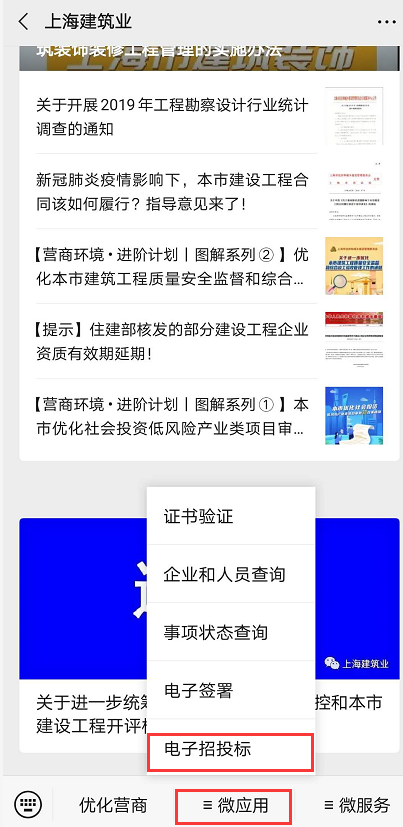 上海建筑业
筑装饰装修工程管理的实施办法
关于开展2019年工程勘察设计行业统计
调查的通知
新冠肺炎疫情影响下，本市建设工程合
同该如何履行？指导意见来了！
【营商环境·进阶计划丨图解系列②】优
化本市建筑工程质量安全监督和综合...
【提示】住建部核发的部分建设工程企业
资质有效期延期！
【营商环境·进阶计划丨图解系列①】本
市优化社会投资低风险产业类项目审...
证书验证
企业和人员查询
事项状态查询
电子签署
电子招投标
上海建筑业
关于进一步统筹
控和本市
建设工程开评标
优化营商
≡ 微应用
≡ 微服务